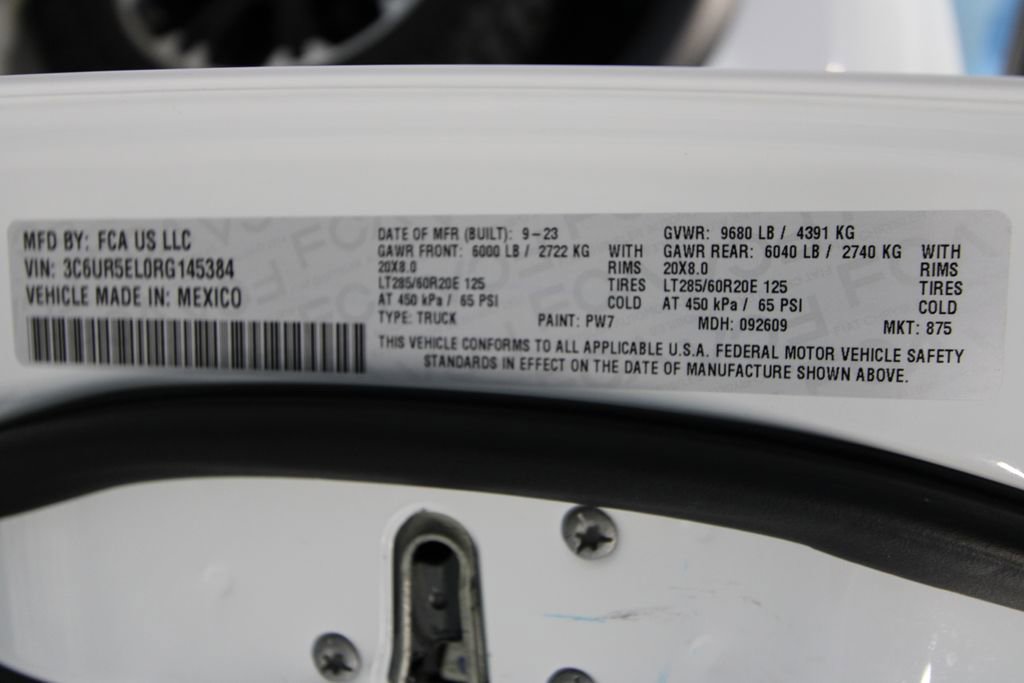 MFD BY: FCA US LLC
VIN: 3C6UR5EL0RG145384
VEHICLE MADE IN: MEXICO
DATE OF MFR (BUILT): 9-23 GVWR: 9680 LB / 4391 KG
GAWR FRONT: 6000 LB / 2722 KG WITH GAWR REAR: 6040 LB / 2740 KG WITH
20X8.0 RIMS 20X8.0 RIMS
LT285/60R20E 125 TIRES LT285/60R20E 125 TIRES
AT 450 kPa / 65 PSI COLD AT 450 kPa / 65 PSI COLD
TYPE: TRUCK PAINT: PW7 MDH: 092609 MKT: 875
THIS VEHICLE CONFORMS TO ALL APPLICABLE U.S.A. FEDERAL MOTOR VEHICLE SAFETY
STANDARDS IN EFFECT ON THE DATE OF MANUFACTURE SHOWN ABOVE.